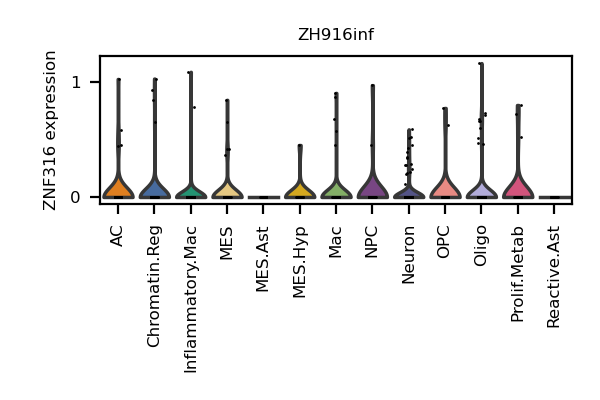 ZH916inf
ZNF316 expression
1
0
AC
Chromatin.Reg
Inflammatory.Mac
MES
MES.Ast
MES.Hyp
Mac
NPC
Neuron
OPC
Oligo
Prolif.Metab
Reactive.Ast